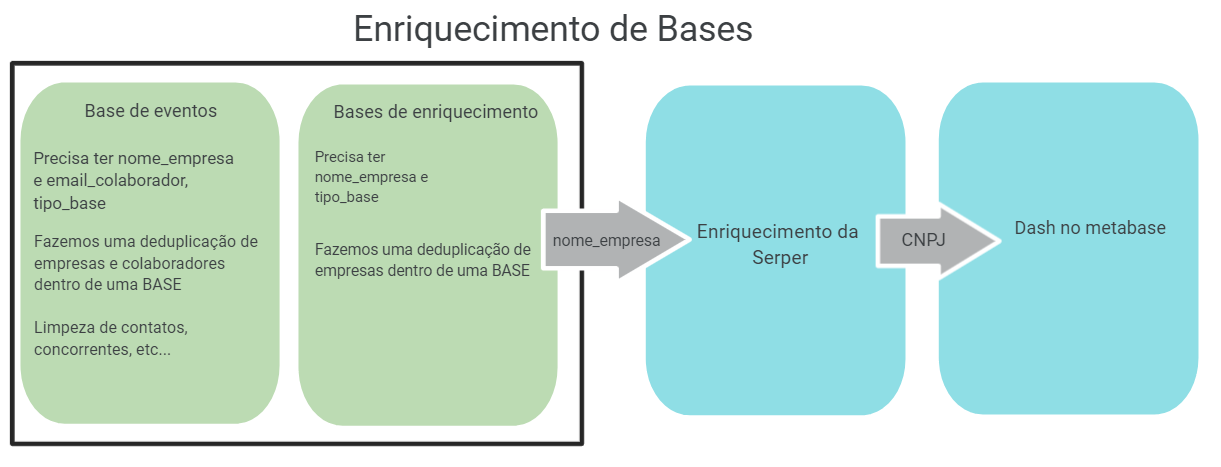 Enriquecimento de Bases
Base de eventos
Precisa ter nome_empresa
e email_colaborador,
tipo_base
Fazemos uma deduplicação de
empresas e colaboradores
dentro de uma BASE
Limpeza de contatos,
concorrentes, etc...
Bases de enriquecimento
Precisa ter
nome_empresa e
tipo_base
Fazemos uma deduplicação de
empresas dentro de uma BASE
nome_empresa
Enriquecimento da
Serper
CNPJ
Dash no metabase